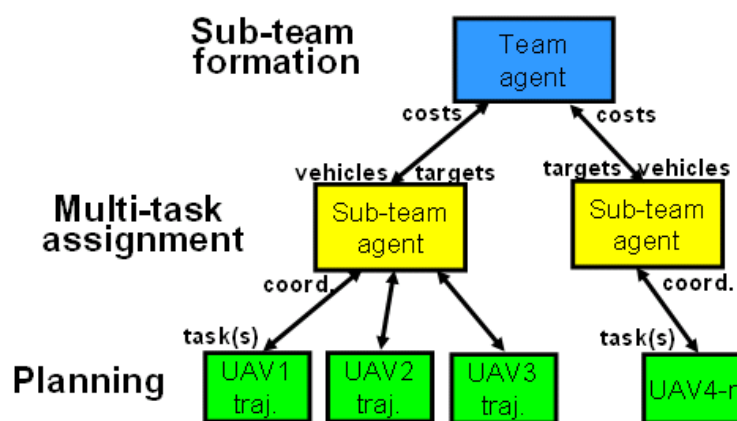 Sub-team
formation
Team
agent
costs
costs
vehicles
targets
targets
vehicles
Multi-task
assignment
Sub-team
agent
Sub-team
agent
coord.
coord.
task(s)
task(s)
Planning
UAV1
traj.
UAV2
traj.
UAV3
traj.
UAV4-